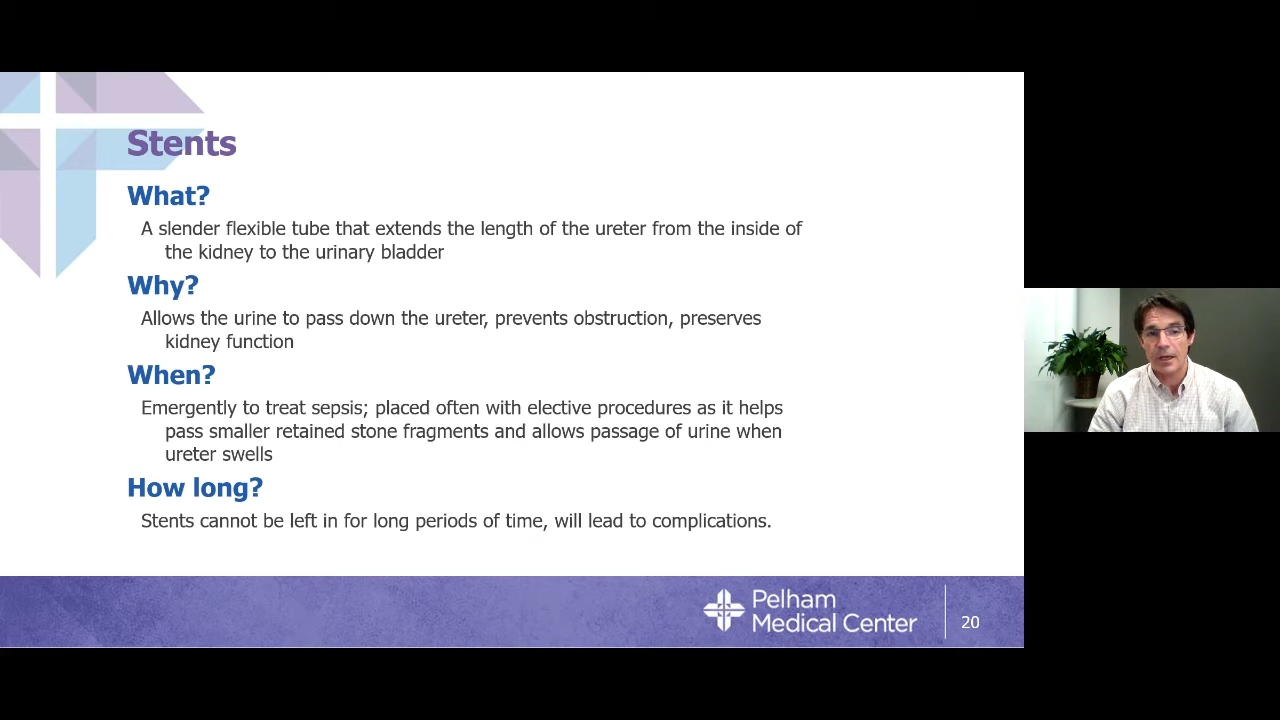 Stents
What?
A slender flexible tube that extends the length of the ureter from the inside of
the kidney to the urinary bladder
Why?
Allows the urine to pass down the ureter, prevents obstruction, preserves
kidney function
When?
Emergently to treat sepsis; placed often with elective procedures as it helps
pass smaller retained stone fragments and allows passage of urine when
ureter swells
How long?
Stents cannot be left in for long periods of time, will lead to complications.
Pelham
Medical Center
20